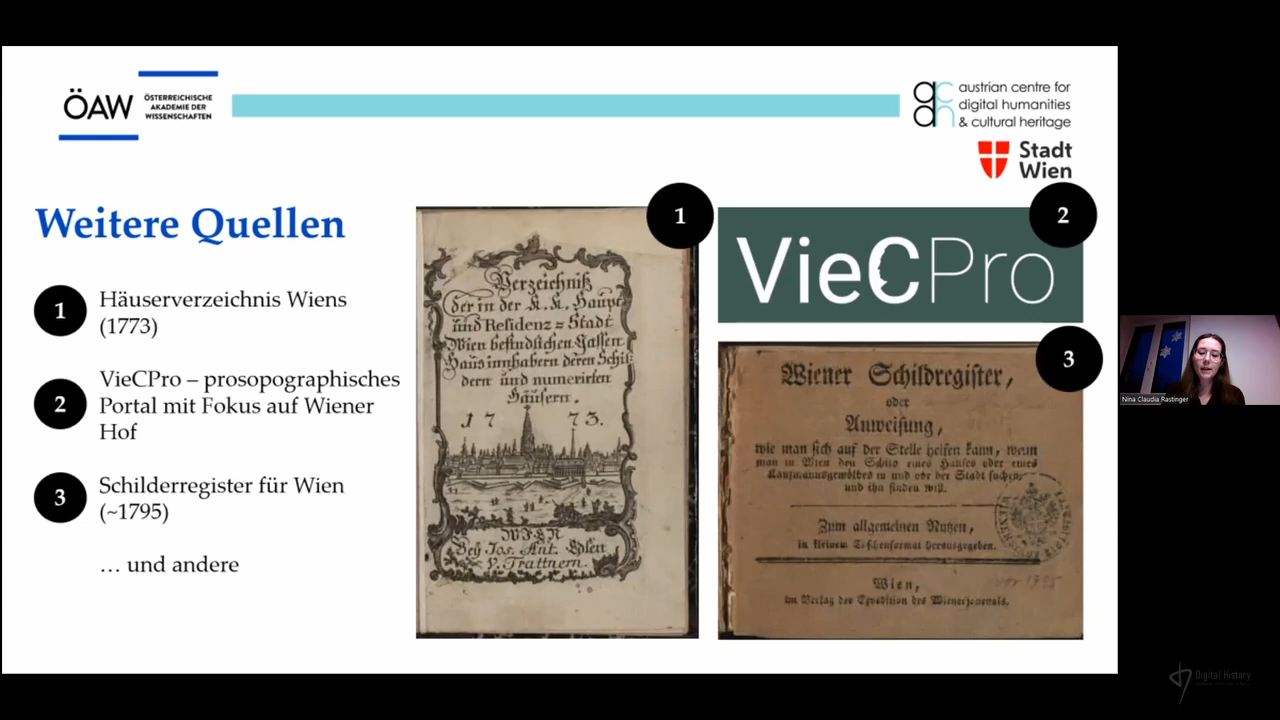 ÖAW
ÖSTERREICHISCHE
AKADEMIE DER
WISSENSCHAFTEN
austrian centre for
digital humanities
& cultural heritage
Stadt
Wien
Weitere Quellen
1
Häuserverzeichnis Wiens
(1773)
2
VieCPro – prosopographisches
Portal mit Fokus auf Wiener
Hof
3
Schilderregister für Wien
(~1795)
… und andere
1
Verzeichniß
der in der K. K. Haupt
und Residenz = Stadt
Wien befindlichen Gassen
Haus innhabern deren Schil-
dern und numerirten
Häusern.
1773.
WIEN
Bey Jos. Ant. Edlen
v. Trattnern.
2
VieCPro
3
Wiener Schildregister,
oder
Anweisung,
wie man sich auf der Stelle helfen kann, wenn
man in Wien den Schild eines Hauses oder eines
Kaufmannsgewölbes in und vor der Stadt suchen,
und ihn finden will.
Zum allgemeinen Nutzen,
in kleinem Taschenformat herausgegeben.
Wien,
im Verlag der Expedition des Wienerjournals.
Nina Claudia Rastinger
Digital History